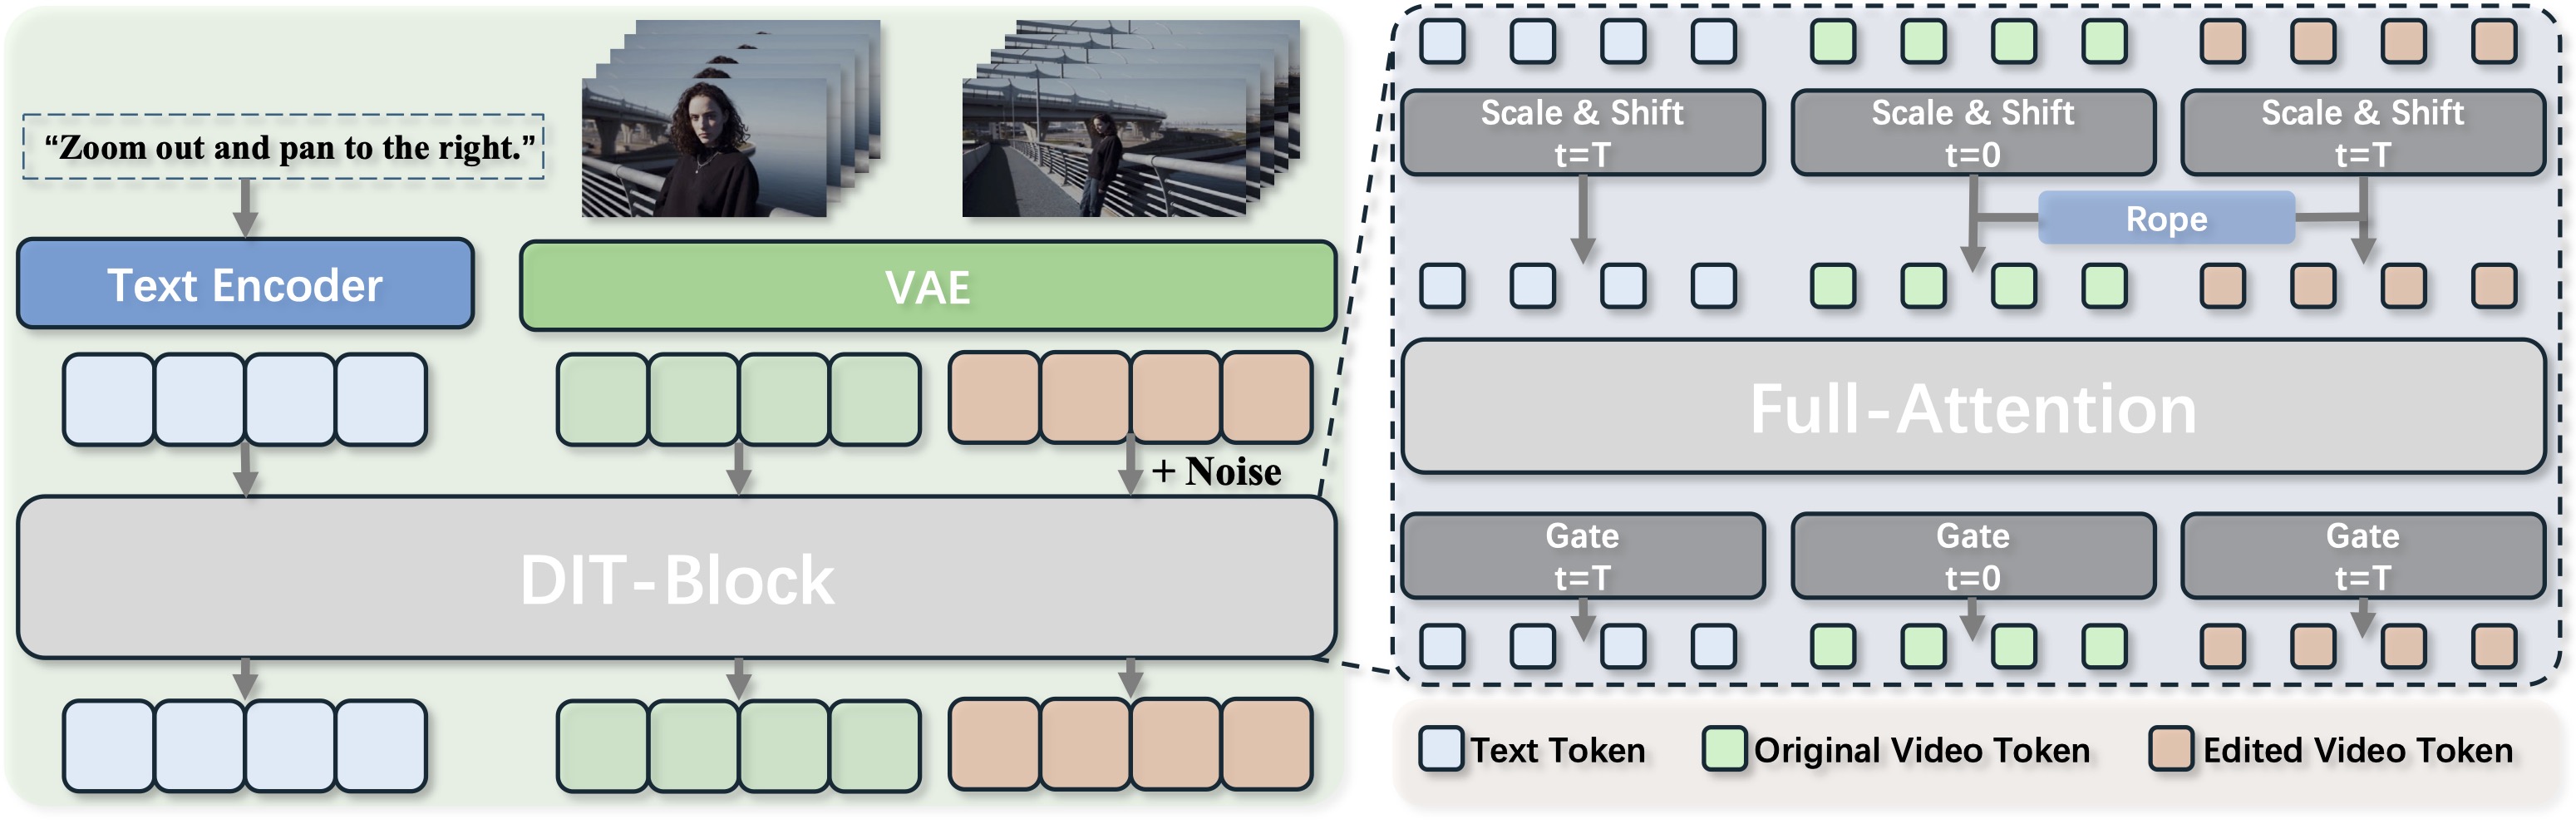 “Zoom out and pan to the right.”
Text Encoder
VAE
+ Noise
DIT-Block
Scale & Shift
t=T
Scale & Shift
t=0
Scale & Shift
t=T
Rope
Full-Attention
Gate
t=T
Gate
t=0
Gate
t=T
Text Token
Original Video Token
Edited Video Token